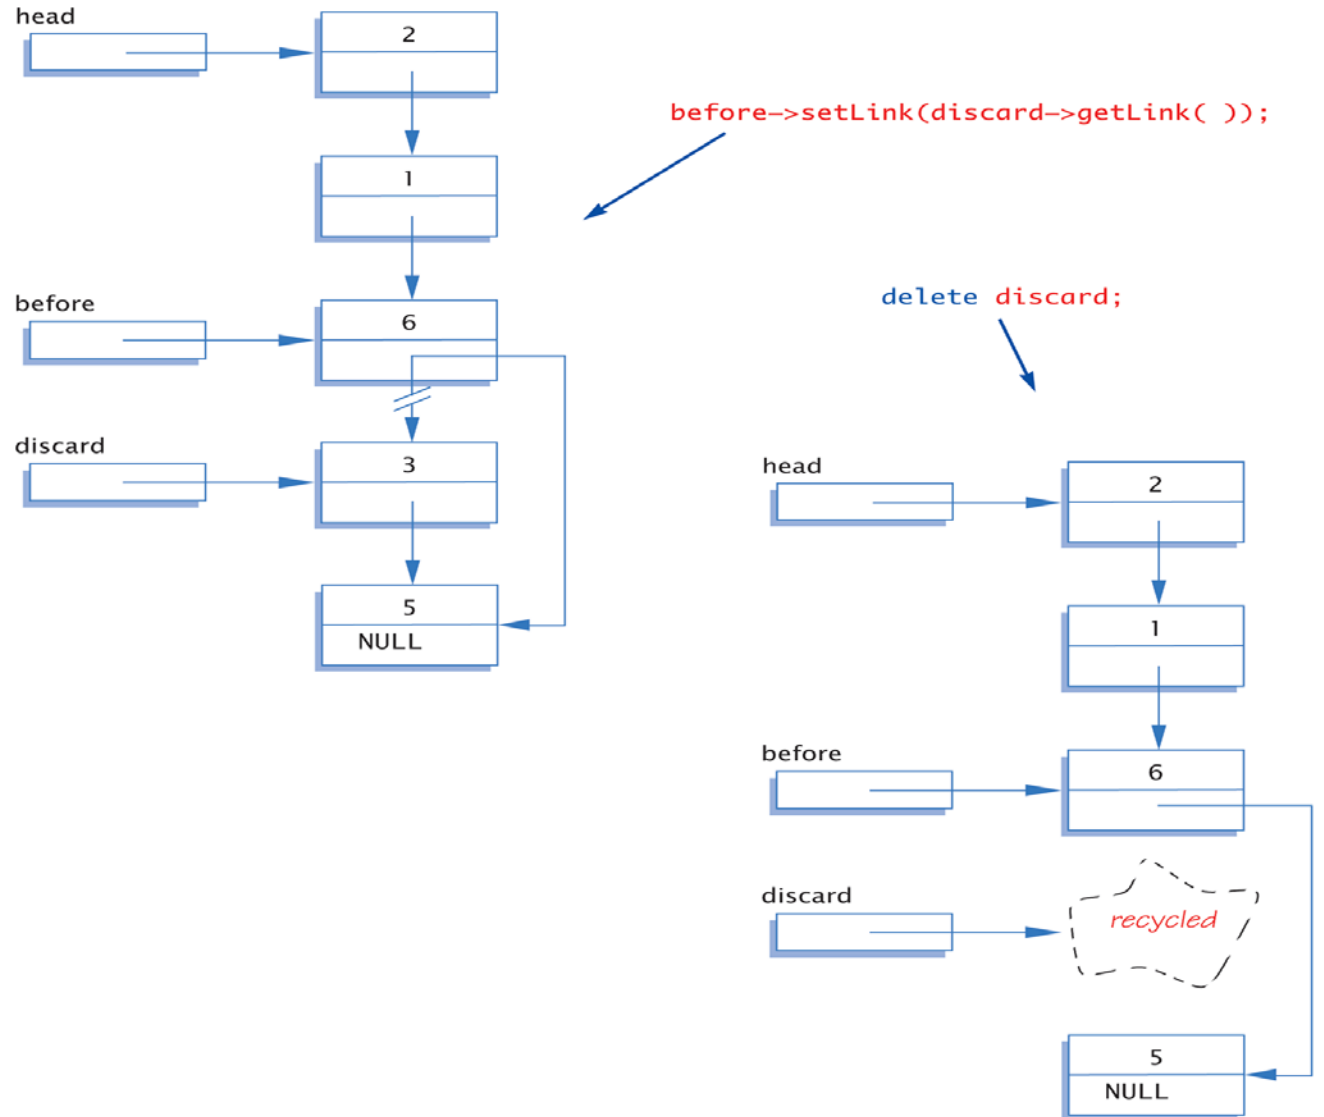 head
2
before—>setLink(discard—>getLink( ));
1
before
6
delete discard;
discard
3
head
2
5
NULL
1
before
6
discard
recycled
5
NULL